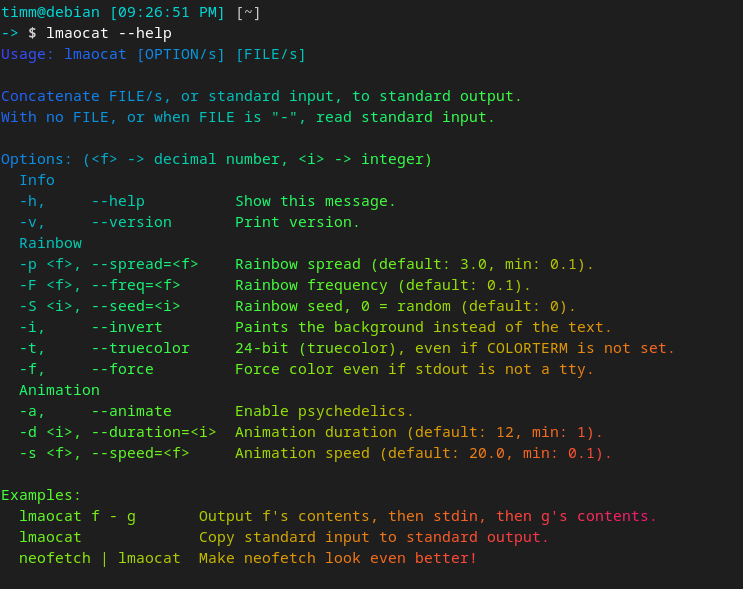 timm@debian [09:26:51 PM] [~]
-> $ lmaocat --help
Usage: lmaocat [OPTION/s] [FILE/s]

Concatenate FILE/s, or standard input, to standard output.
With no FILE, or when FILE is "-", read standard input.

Options: (<f> -> decimal number, <i> -> integer)
  Info
  -h,     --help          Show this message.
  -v,     --version       Print version.
  Rainbow
  -p <f>, --spread=<f>    Rainbow spread (default: 3.0, min: 0.1).
  -F <f>, --freq=<f>      Rainbow frequency (default: 0.1).
  -S <i>, --seed=<i>      Rainbow seed, 0 = random (default: 0).
  -i,     --invert        Paints the background instead of the text.
  -t,     --truecolor     24-bit (truecolor), even if COLORTERM is not set.
  -f,     --force         Force color even if stdout is not a tty.
  Animation
  -a,     --animate       Enable psychedelics.
  -d <i>, --duration=<i>  Animation duration (default: 12, min: 1).
  -s <f>, --speed=<f>     Animation speed (default: 20.0, min: 0.1).

Examples:
  lmaocat f - g       Output f's contents, then stdin, then g's contents.
  lmaocat             Copy standard input to standard output.
  neofetch | lmaocat  Make neofetch look even better!